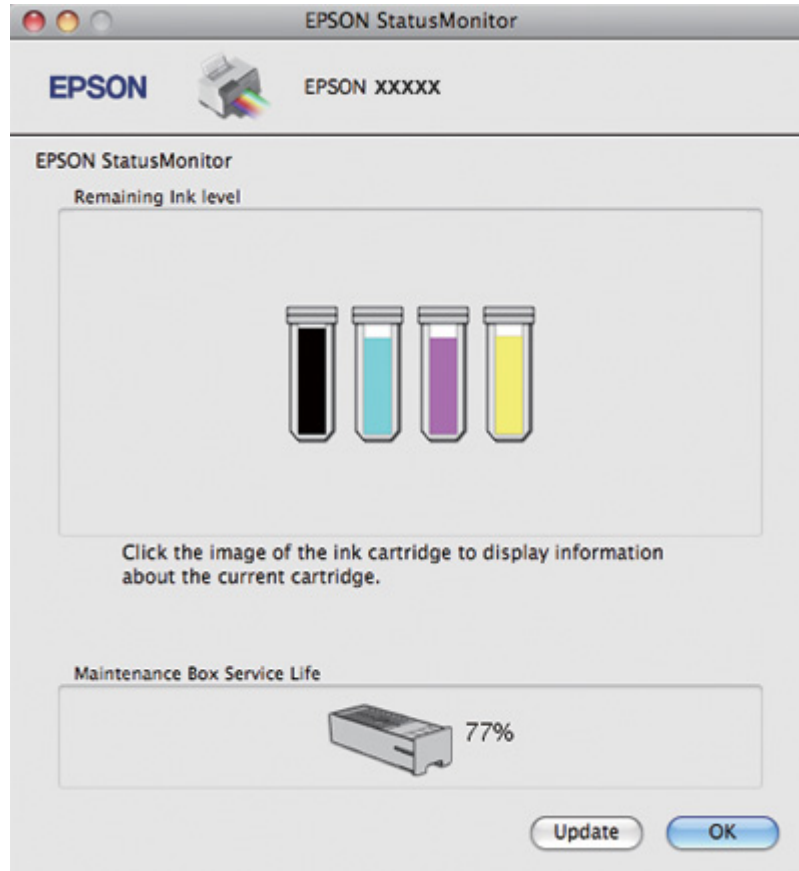 EPSON StatusMonitor
EPSON EPSON XXXXX
EPSON StatusMonitor
Remaining Ink level
Click the image of the ink cartridge to display information
about the current cartridge.
Maintenance Box Service Life
77%
Update OK